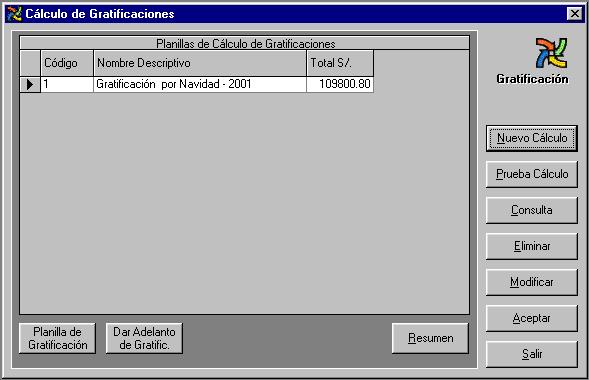 Cálculo de Gratificaciones
Planillas de Cálculo de Gratificaciones
Código Nombre Descriptivo Total S/.
1 Gratificación por Navidad - 2001 109800.80
Gratificación
Nuevo Cálculo
Prueba Cálculo
Consulta
Eliminar
Modificar
Aceptar
Salir
Planilla de
Gratificación
Dar Adelanto
de Gratific.
Resumen